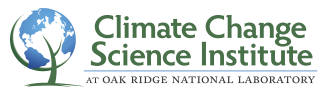 Climate Change
Science Institute
AT OAK RIDGE NATIONAL LABORATORY